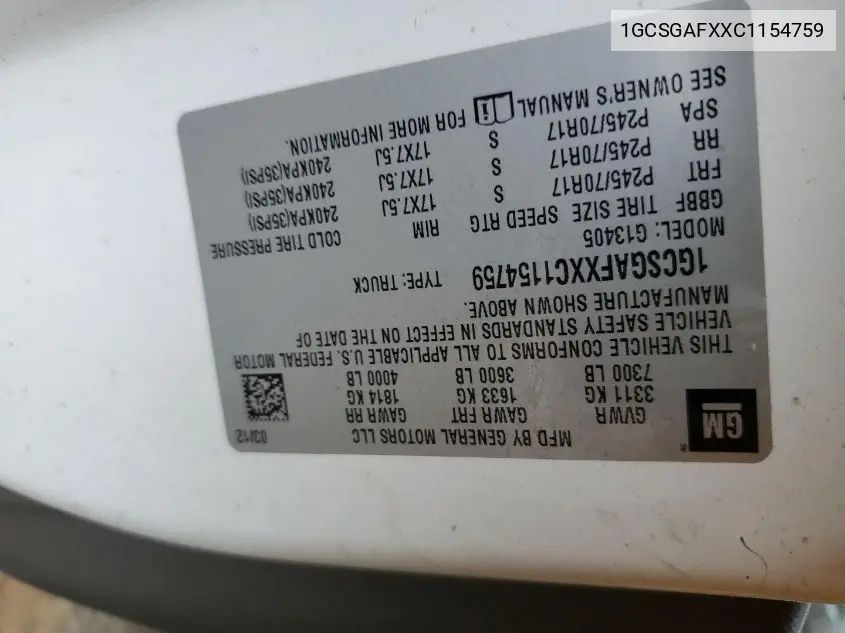 1GCSGAFXXC1154759
GM
MFD BY GENERAL MOTORS LLC 03/12
GVWR GAWR FRT GAWR RR
3311 KG 1633 KG 1814 KG
7300 LB 3600 LB 4000 LB
THIS VEHICLE CONFORMS TO ALL APPLICABLE U.S. FEDERAL MOTOR
VEHICLE SAFETY STANDARDS IN EFFECT ON THE DATE OF
MANUFACTURE SHOWN ABOVE.
1GCSGAFXXC1154759 TYPE: TRUCK
MODEL: G13405
GBBF TIRE SIZE SPEED RTG RIM COLD TIRE PRESSURE
FRT P245/70R17 S 17X7.5J 240KPA(35PSI)
RR P245/70R17 S 17X7.5J 240KPA(35PSI)
SPA P245/70R17 S 17X7.5J 240KPA(35PSI)
SEE OWNER'S MANUAL FOR MORE INFORMATION.